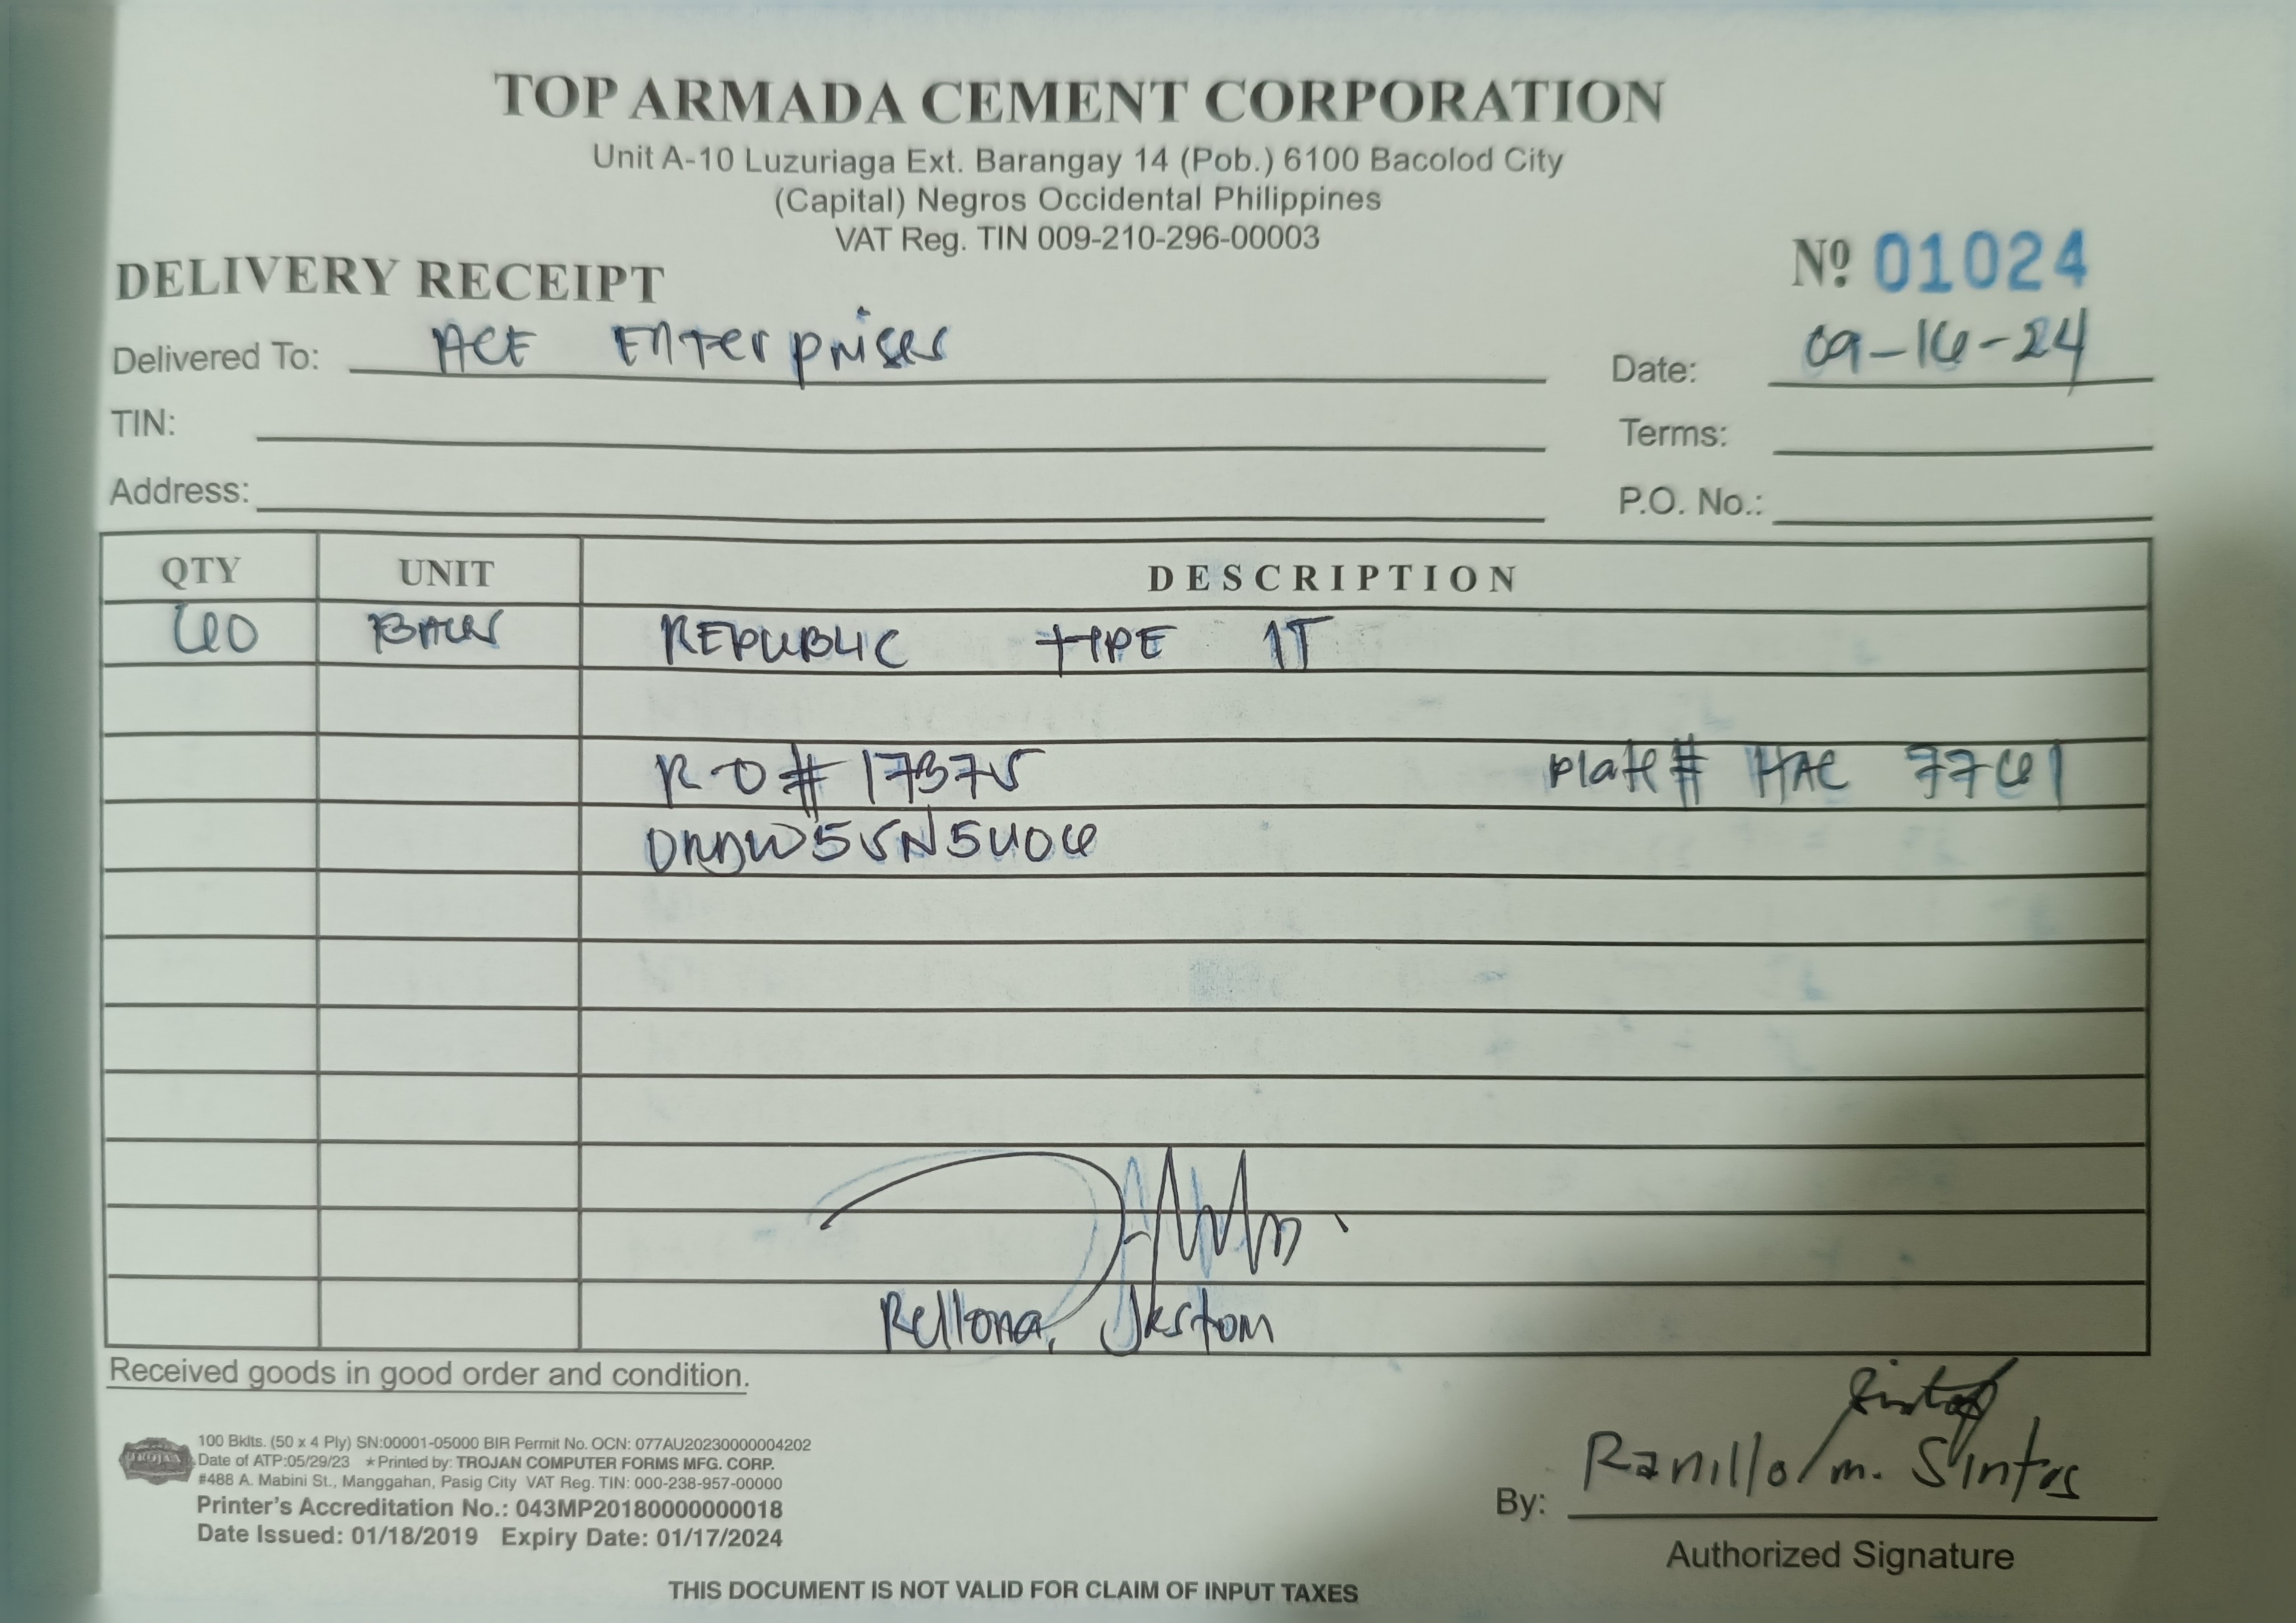 TOP ARMADA CEMENT CORPORATION
Unit A-10 Luzuriaga Ext. Barangay 14 (Pob.) 6100 Bacolod City
(Capital) Negros Occidental Philippines
VAT Reg. TIN 009-210-296-00003
DELIVERY RECEIPT
Nº 01024
Delivered To: ACE Enterprises
Date: 09-16-24
TIN:
Terms:
Address:
P.O. No.:
QTY UNIT DESCRIPTION
60 BAGS REPUBLIC TYPE 1T
RO# 17375 Plate# HAC 7761
Rellona, Jkstom
Received goods in good order and condition.
TROJAN
100 Bklts. (50 x 4 Ply) SN:00001-05000 BIR Permit No. OCN: 077AU20230000004202
Date of ATP:05/29/23 ★Printed by: TROJAN COMPUTER FORMS MFG. CORP.
#488 A. Mabini St., Manggahan, Pasig City VAT Reg. TIN: 000-238-957-00000
Printer's Accreditation No.: 043MP20180000000018
Date Issued: 01/18/2019 Expiry Date: 01/17/2024
By: Ranillo m. Sintos
Authorized Signature
THIS DOCUMENT IS NOT VALID FOR CLAIM OF INPUT TAXES